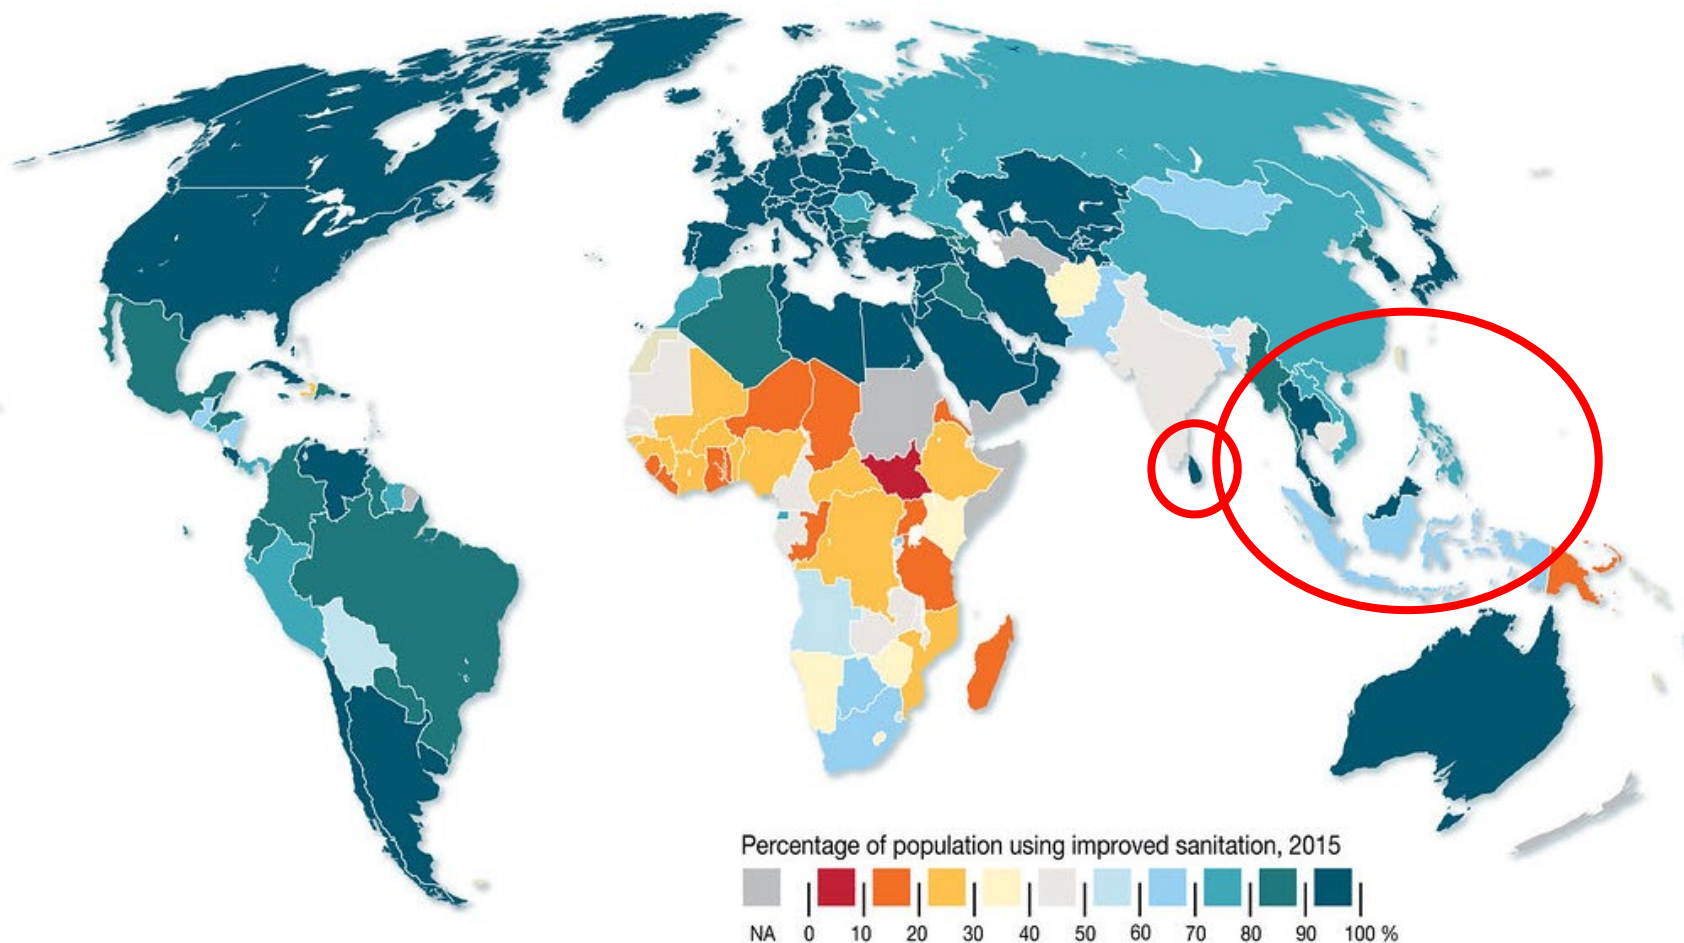 Percentage of population using improved sanitation, 2015
NA 0 10 20 30 40 50 60 70 80 90 100 %